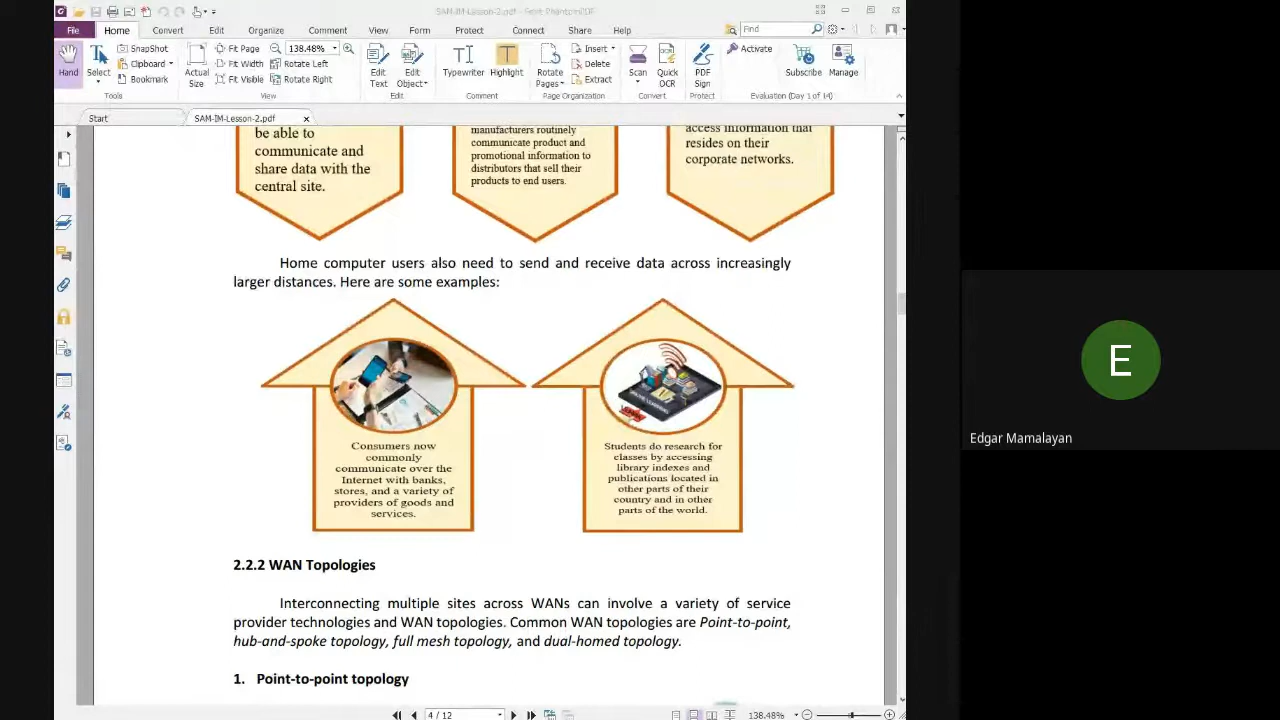 SAM-IM-Lesson-2.pdf - Foxit PhantomPDF
File Home Convert Edit Organize Comment View Form Protect Connect Share Help Find
Hand Select SnapShot Clipboard Bookmark Tools
Actual Size Fit Page Fit Width Fit Visible 138.48% Rotate Left Rotate Right View
Edit Text Edit Object Edit
Typewriter Highlight Comment
Rotate Pages Insert Delete Extract Page Organization
Scan Quick OCR Convert
PDF Sign Protect
Activate Subscribe Manage Evaluation (Day 1 of 14)
Start SAM-IM-Lesson-2.pdf
be able to
communicate and
share data with the
central site.
manufacturers routinely
communicate product and
promotional information to
distributors that sell their
products to end users.
access information that
resides on their
corporate networks.
Home computer users also need to send and receive data across increasingly
larger distances. Here are some examples:
Consumers now
commonly
communicate over the
Internet with banks,
stores, and a variety of
providers of goods and
services.
ONLINE LEARNING
Students do research for
classes by accessing
library indexes and
publications located in
other parts of their
country and in other
parts of the world.
2.2.2 WAN Topologies
Interconnecting multiple sites across WANs can involve a variety of service
provider technologies and WAN topologies. Common WAN topologies are Point-to-point,
hub-and-spoke topology, full mesh topology, and dual-homed topology.
1. Point-to-point topology
4 / 12
138.48%
E
Edgar Mamalayan